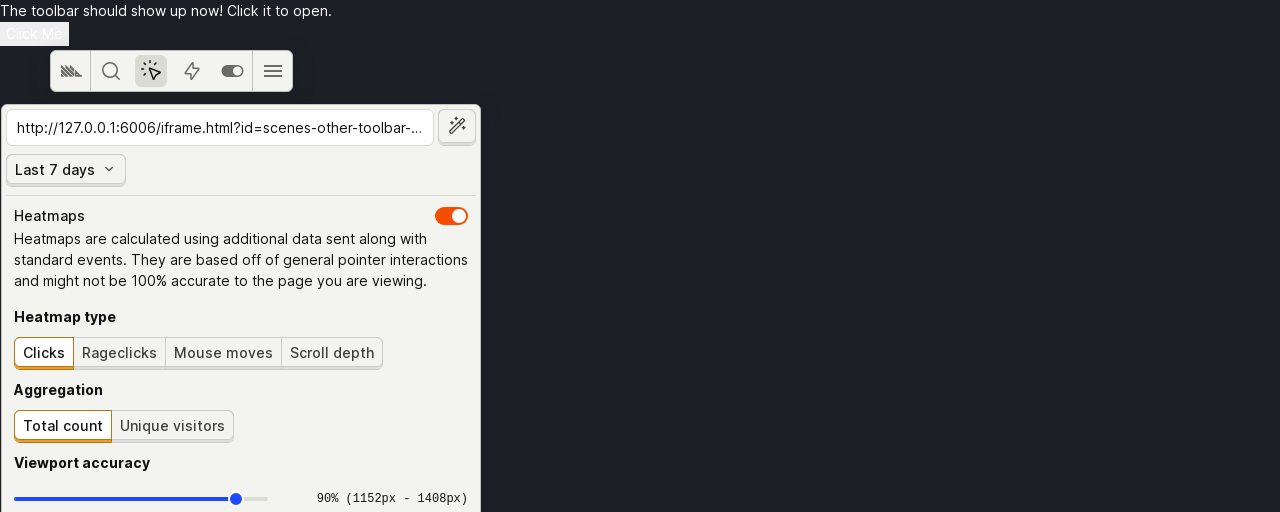 The toolbar should show up now! Click it to open.
Click Me
http://127.0.0.1:6006/iframe.html?id=scenes-other-toolbar-...
Last 7 days
Heatmaps
Heatmaps are calculated using additional data sent along with
standard events. They are based off of general pointer interactions
and might not be 100% accurate to the page you are viewing.
Heatmap type
Clicks Rageclicks Mouse moves Scroll depth
Aggregation
Total count Unique visitors
Viewport accuracy
90% (1152px - 1408px)